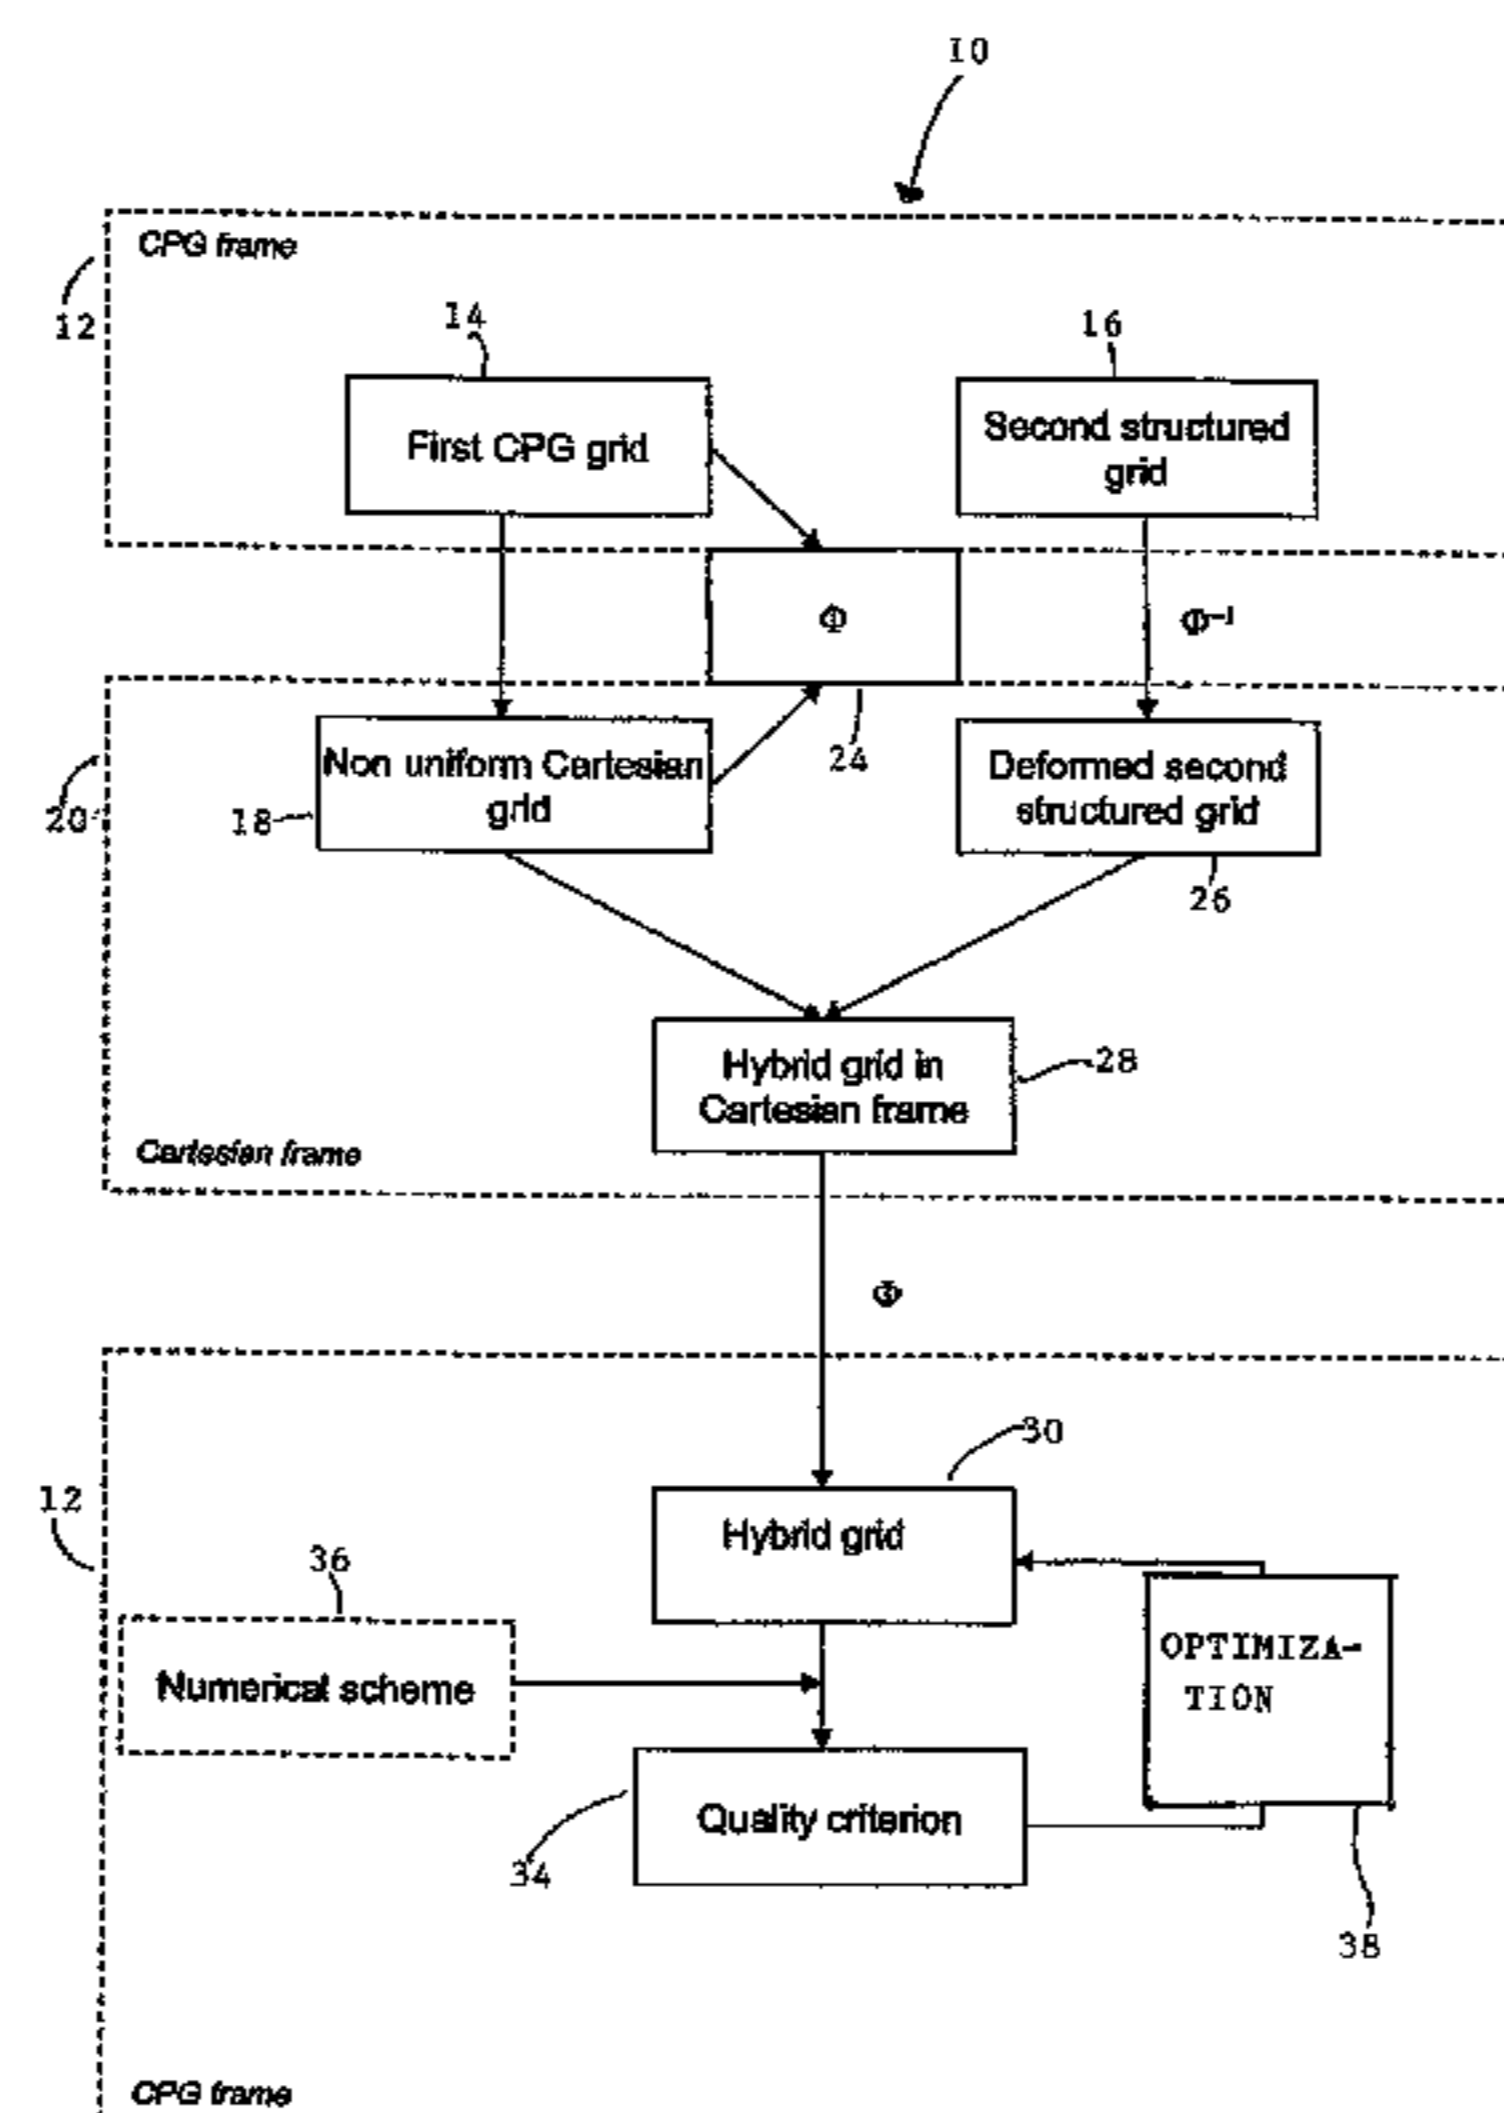 10
CPG frame
12
14
16
First CPG grid
Second structured
grid
Φ
Φ⁻¹
24
Non uniform Cartesian
grid
Deformed second
structured grid
20
18
26
Hybrid grid in
Cartesian frame
28
Cartesian frame
Φ
30
12
Hybrid grid
36
OPTIMIZA-
TION
Numerical scheme
Quality criterion
34
38
CPG frame